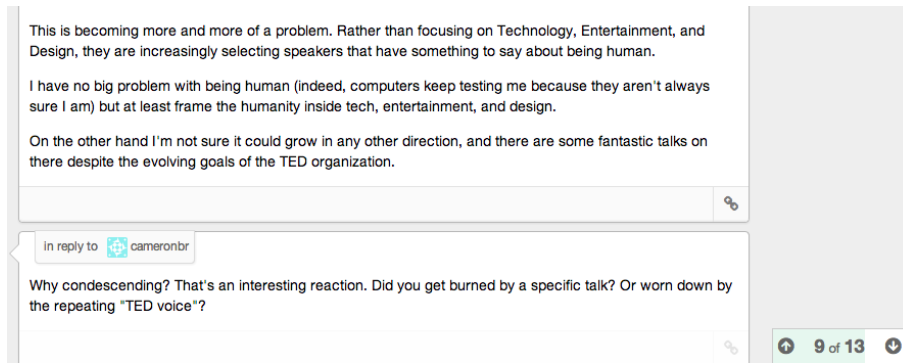 This is becoming more and more of a problem. Rather than focusing on Technology, Entertainment, and
Design, they are increasingly selecting speakers that have something to say about being human.
I have no big problem with being human (indeed, computers keep testing me because they aren't always
sure I am) but at least frame the humanity inside tech, entertainment, and design.
On the other hand I'm not sure it could grow in any other direction, and there are some fantastic talks on
there despite the evolving goals of the TED organization.
in reply to cameronbr
Why condescending? That's an interesting reaction. Did you get burned by a specific talk? Or worn down by
the repeating "TED voice"?
9 of 13